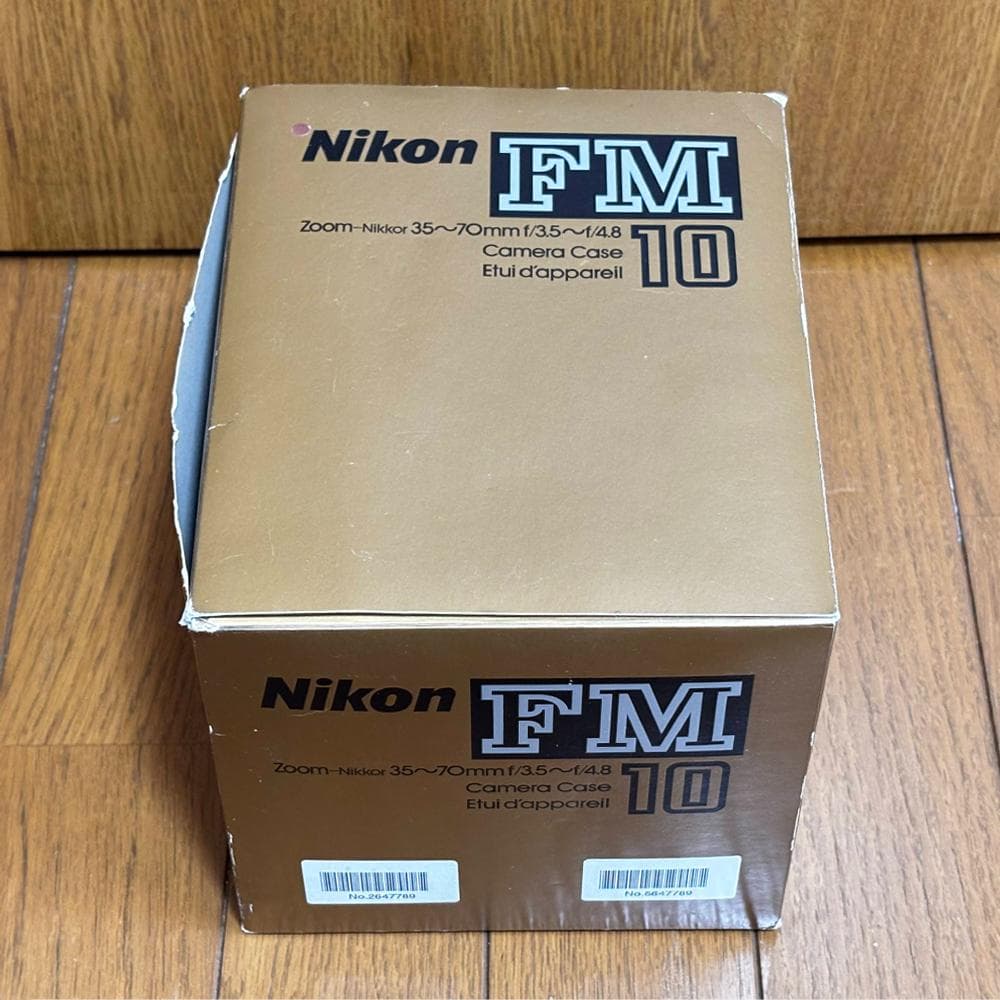 Nikon FM
Zoom-Nikkor 35～70mm f/3.5～f/4.8 10
Camera Case
Etui d'appareil
Nikon FM
Zoom-Nikkor 35～70mm f/3.5～f/4.8 10
Camera Case
Etui d'appareil
No.2647789
No.5647789